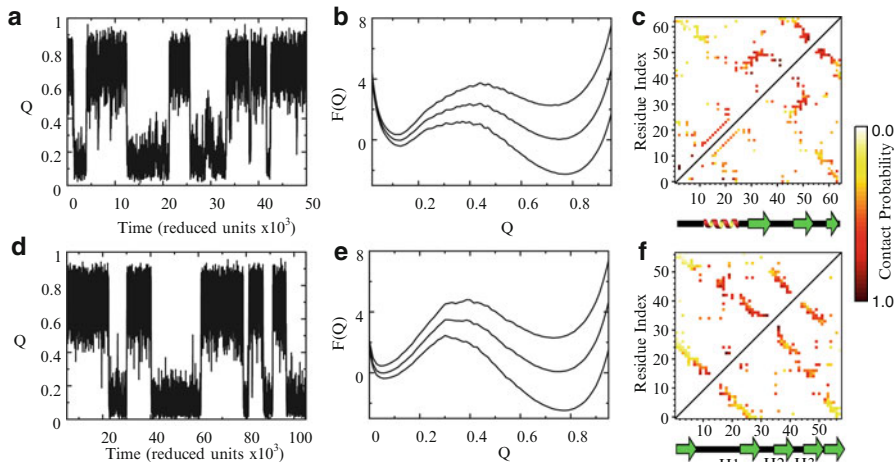 a
1
0.8
0.6
Q
0.4
0.2
0
0 10 20 30 40 50
Time (reduced units x10³)
b
8
4
F(Q)
0
0.2 0.4 0.6 0.8
Q
c
60
50
40
30
20
10
0
Residue Index
10 20 30 40 50 60
0.0
Contact Probability
1.0
d
1
0.8
0.6
Q
0.4
0.2
0
20 40 60 80 100
Time (reduced units x10³)
e
8
4
F(Q)
0
0 0.2 0.4 0.6 0.8
Q
f
50
40
30
20
10
0
Residue Index
10 20 30 40 50
H1 H2 H3